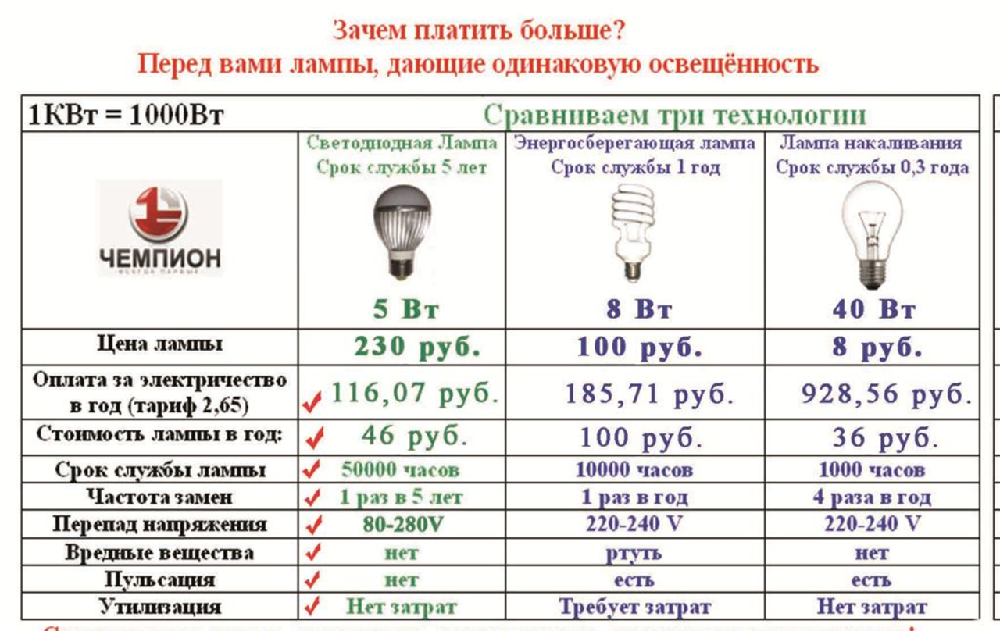 Зачем платить больше?
Перед вами лампы, дающие одинаковую освещённость
1КВт = 1000Вт Сравниваем три технологии
Светодиодная Лампа Энергосберегающая лампа Лампа накаливания
Срок службы 5 лет Срок службы 1 год Срок службы 0,3 года
ЧЕМПИОН
5 Вт 8 Вт 40 Вт
Цена лампы 230 руб. 100 руб. 8 руб.
Оплата за электричество
в год (тариф 2,65) 116,07 руб. 185,71 руб. 928,56 руб.
Стоимость лампы в год: 46 руб. 100 руб. 36 руб.
Срок службы лампы 50000 часов 10000 часов 1000 часов
Частота замен 1 раз в 5 лет 1 раз в год 4 раза в год
Перепад напряжения 80-280V 220-240 V 220-240 V
Вредные вещества нет ртуть нет
Пульсация нет есть есть
Утилизация Нет затрат Требует затрат Нет затрат